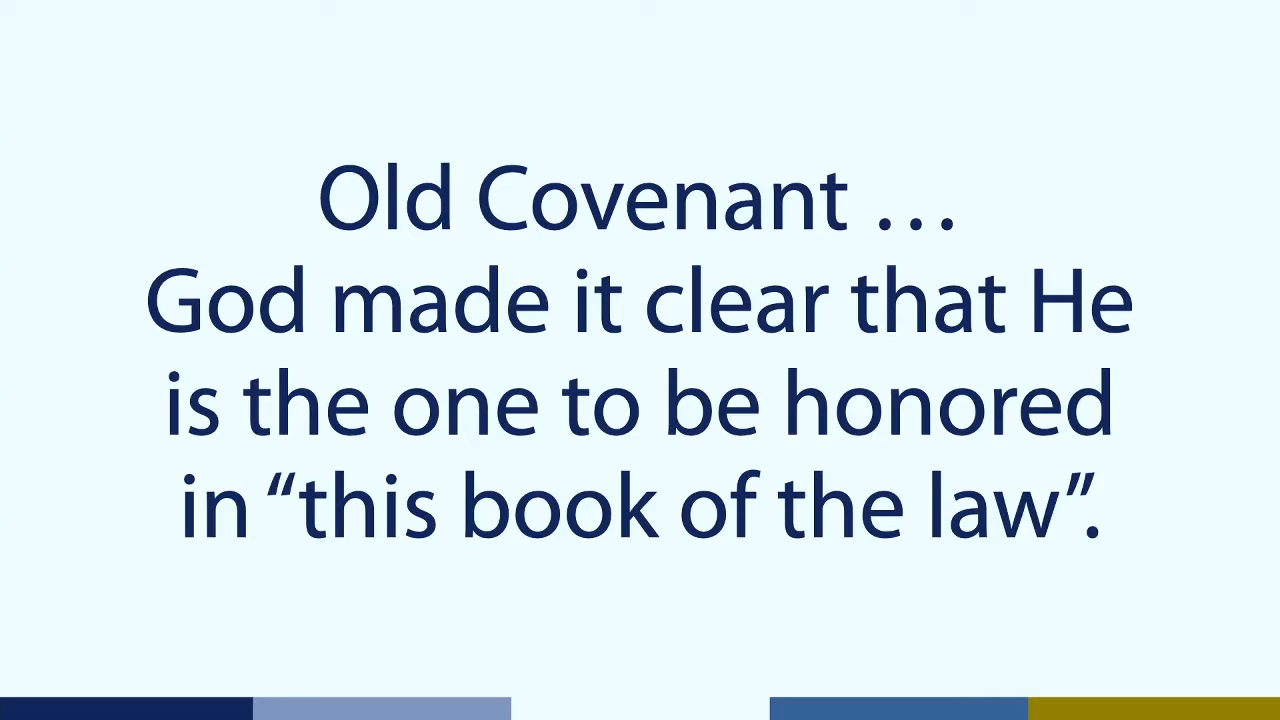 Old Covenant …
God made it clear that He
is the one to be honored
in “this book of the law”.